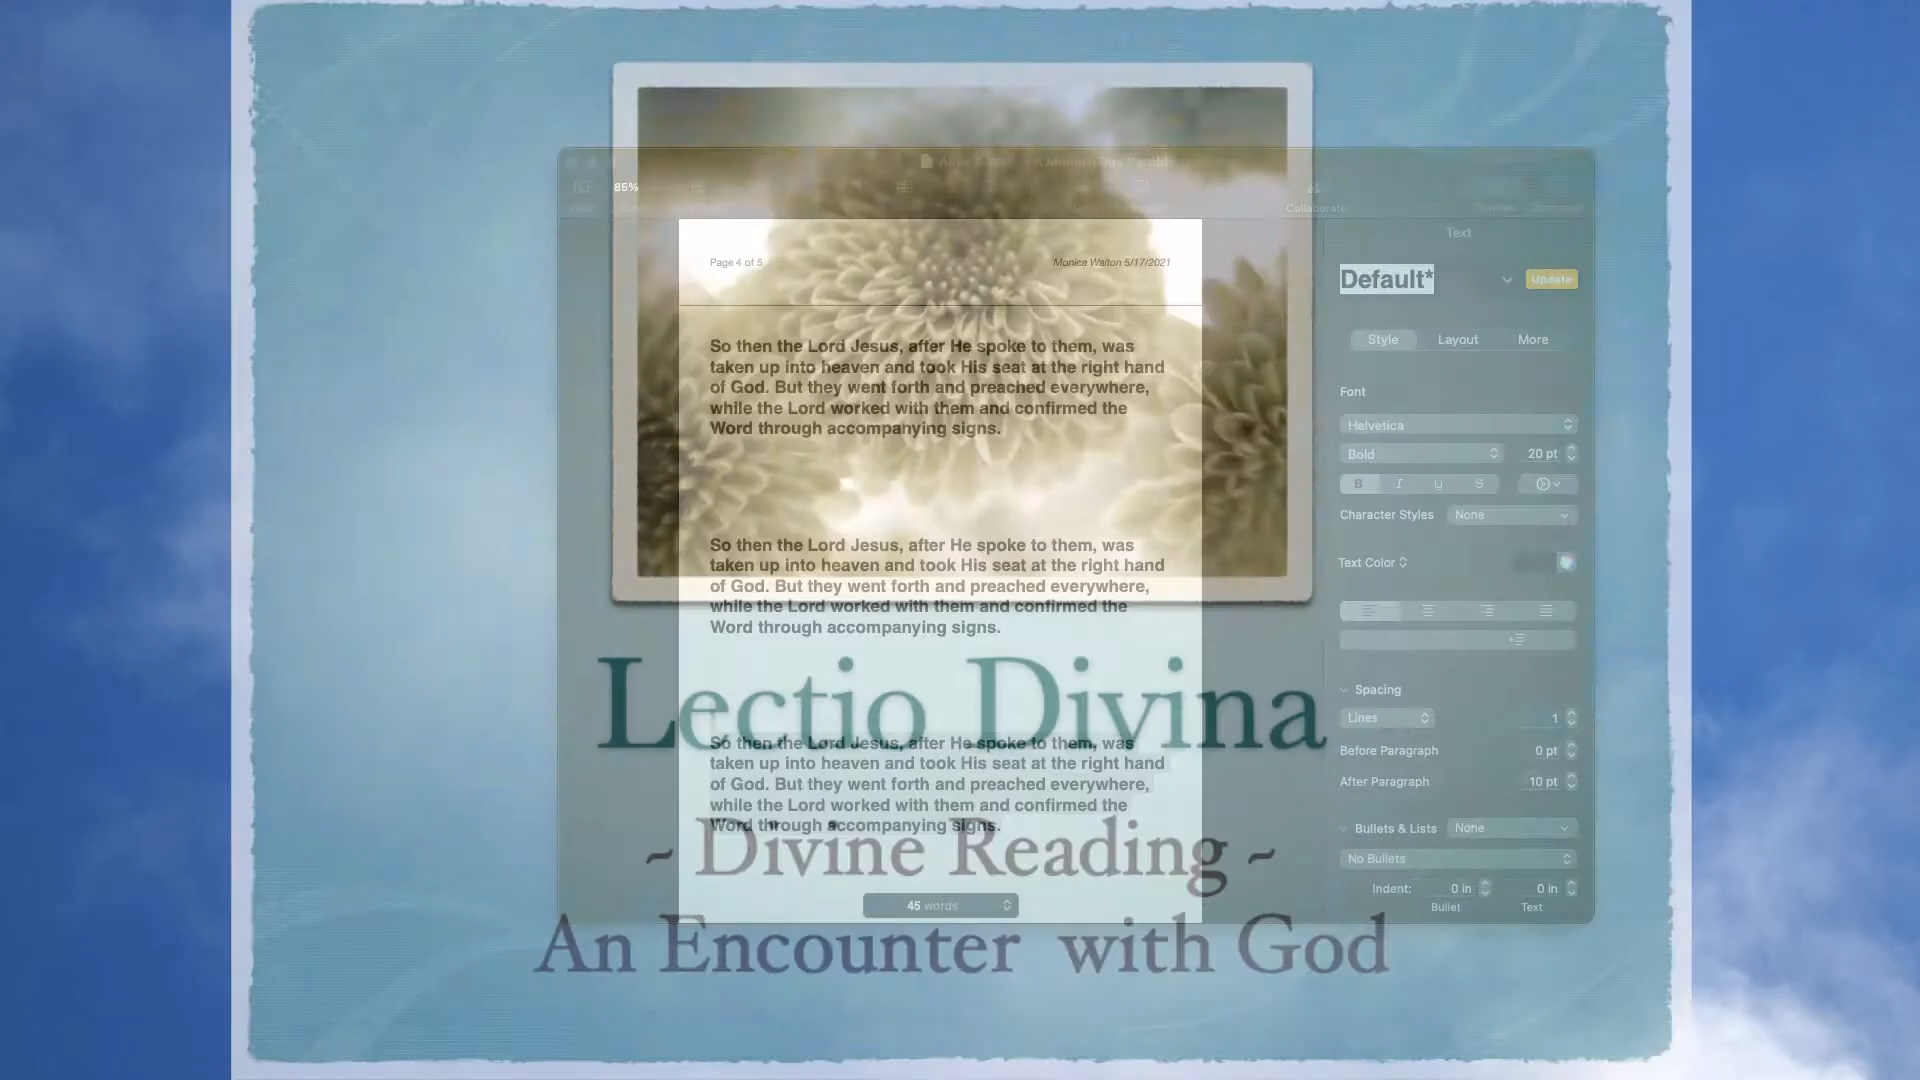 85%
Collaborate
Text
Page 4 of 5
Monica Walton 5/17/2021
Default*
Update
Style Layout More
So then the Lord Jesus, after He spoke to them, was
taken up into heaven and took His seat at the right hand
of God. But they went forth and preached everywhere,
while the Lord worked with them and confirmed the
Word through accompanying signs.
Font
Helvetica
Bold
20 pt
B I U S
Character Styles
None
So then the Lord Jesus, after He spoke to them, was
taken up into heaven and took His seat at the right hand
of God. But they went forth and preached everywhere,
while the Lord worked with them and confirmed the
Word through accompanying signs.
Text Color
Lectio Divina
Spacing
Lines
1
Before Paragraph
0 pt
After Paragraph
10 pt
So then the Lord Jesus, after He spoke to them, was
taken up into heaven and took His seat at the right hand
of God. But they went forth and preached everywhere,
while the Lord worked with them and confirmed the
Word through accompanying signs.
~ Divine Reading ~
Bullets & Lists
None
No Bullets
Indent:
0 in
0 in
Bullet
Text
45 words
An Encounter with God